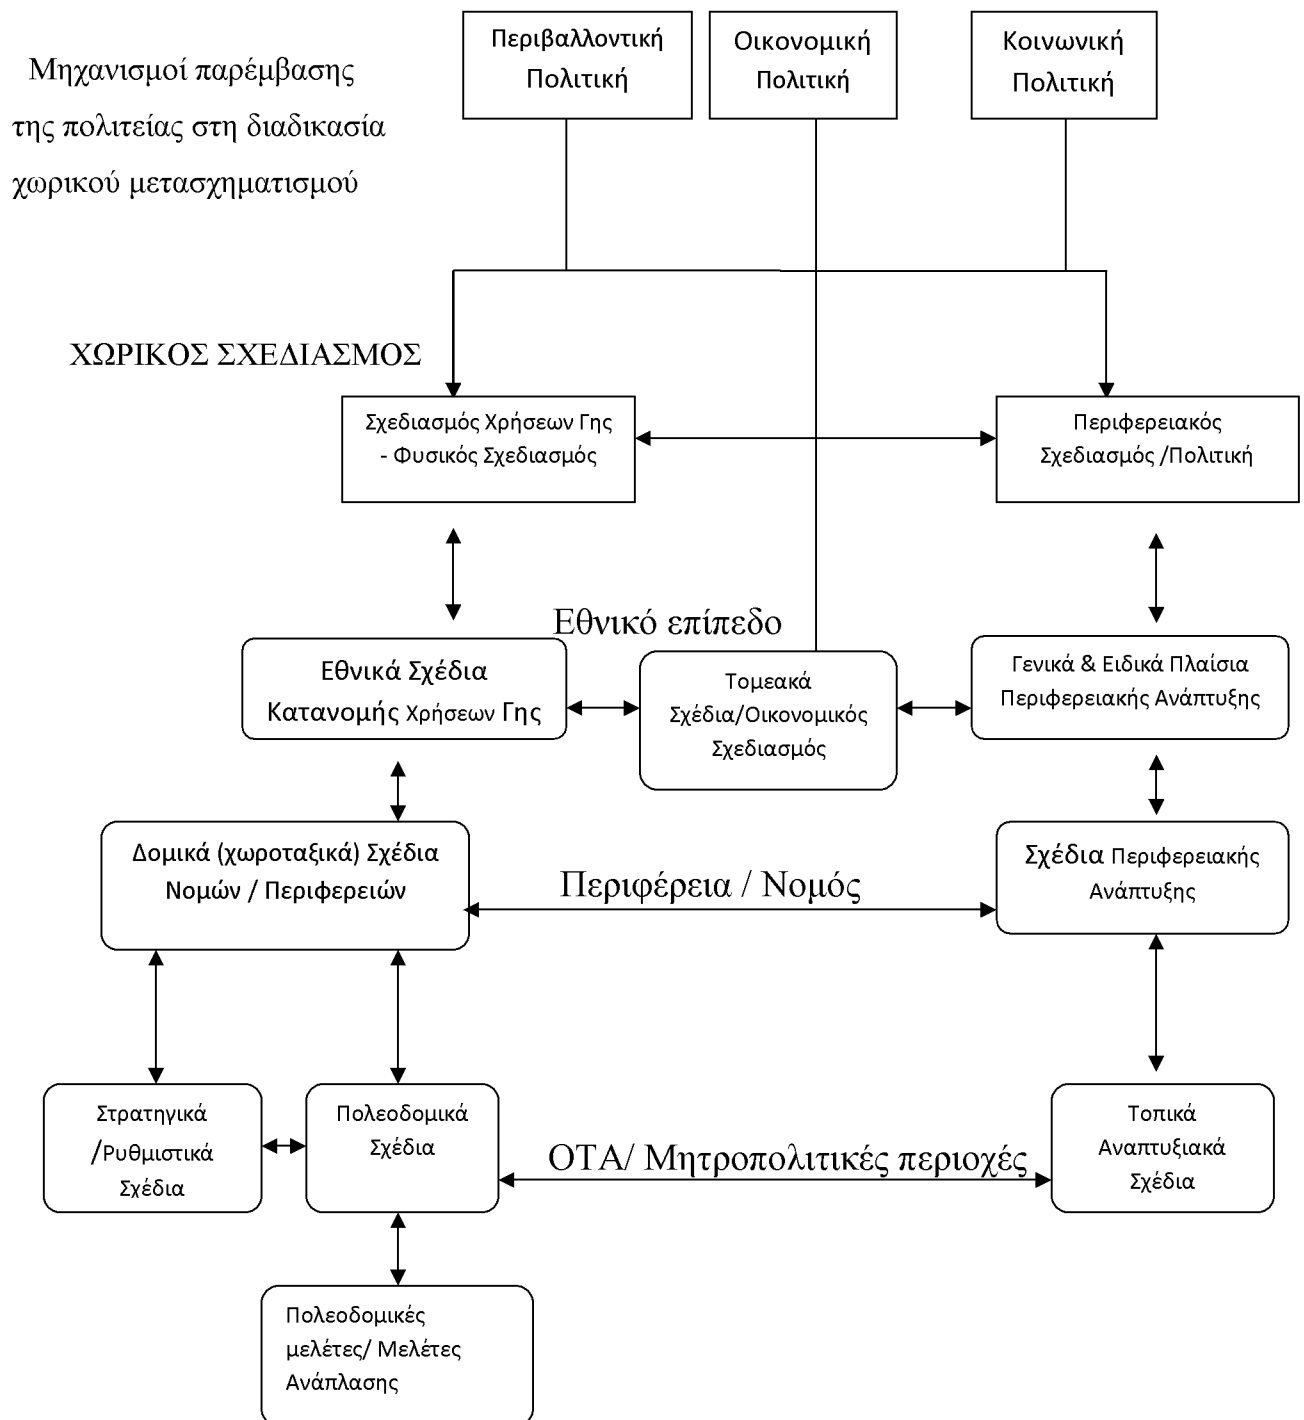 Περιβαλλοντική
Πολιτική
Οικονομική
Πολιτική
Κοινωνική
Πολιτική
Μηχανισμοί παρέμβασης
της πολιτείας στη διαδικασία
χωρικού μετασχηματισμού
ΧΩΡΙΚΟΣ ΣΧΕΔΙΑΣΜΟΣ
Σχεδιασμός Χρήσεων Γης
- Φυσικός Σχεδιασμός
Περιφερειακός
Σχεδιασμός /Πολιτική
Εθνικό επίπεδο
Εθνικά Σχέδια
Κατανομής Χρήσεων Γης
Τομεακά
Σχέδια/Οικονομικός
Σχεδιασμός
Γενικά & Ειδικά Πλαίσια
Περιφερειακής Ανάπτυξης
Δομικά (χωροταξικά) Σχέδια
Νομών / Περιφερειών
Περιφέρεια / Νομός
Σχέδια Περιφερειακής
Ανάπτυξης
Στρατηγικά
/Ρυθμιστικά
Σχέδια
Πολεοδομικά
Σχέδια
ΟΤΑ/ Μητροπολιτικές περιοχές
Τοπικά
Αναπτυξιακά
Σχέδια
Πολεοδομικές
μελέτες/ Μελέτες
Ανάπλασης